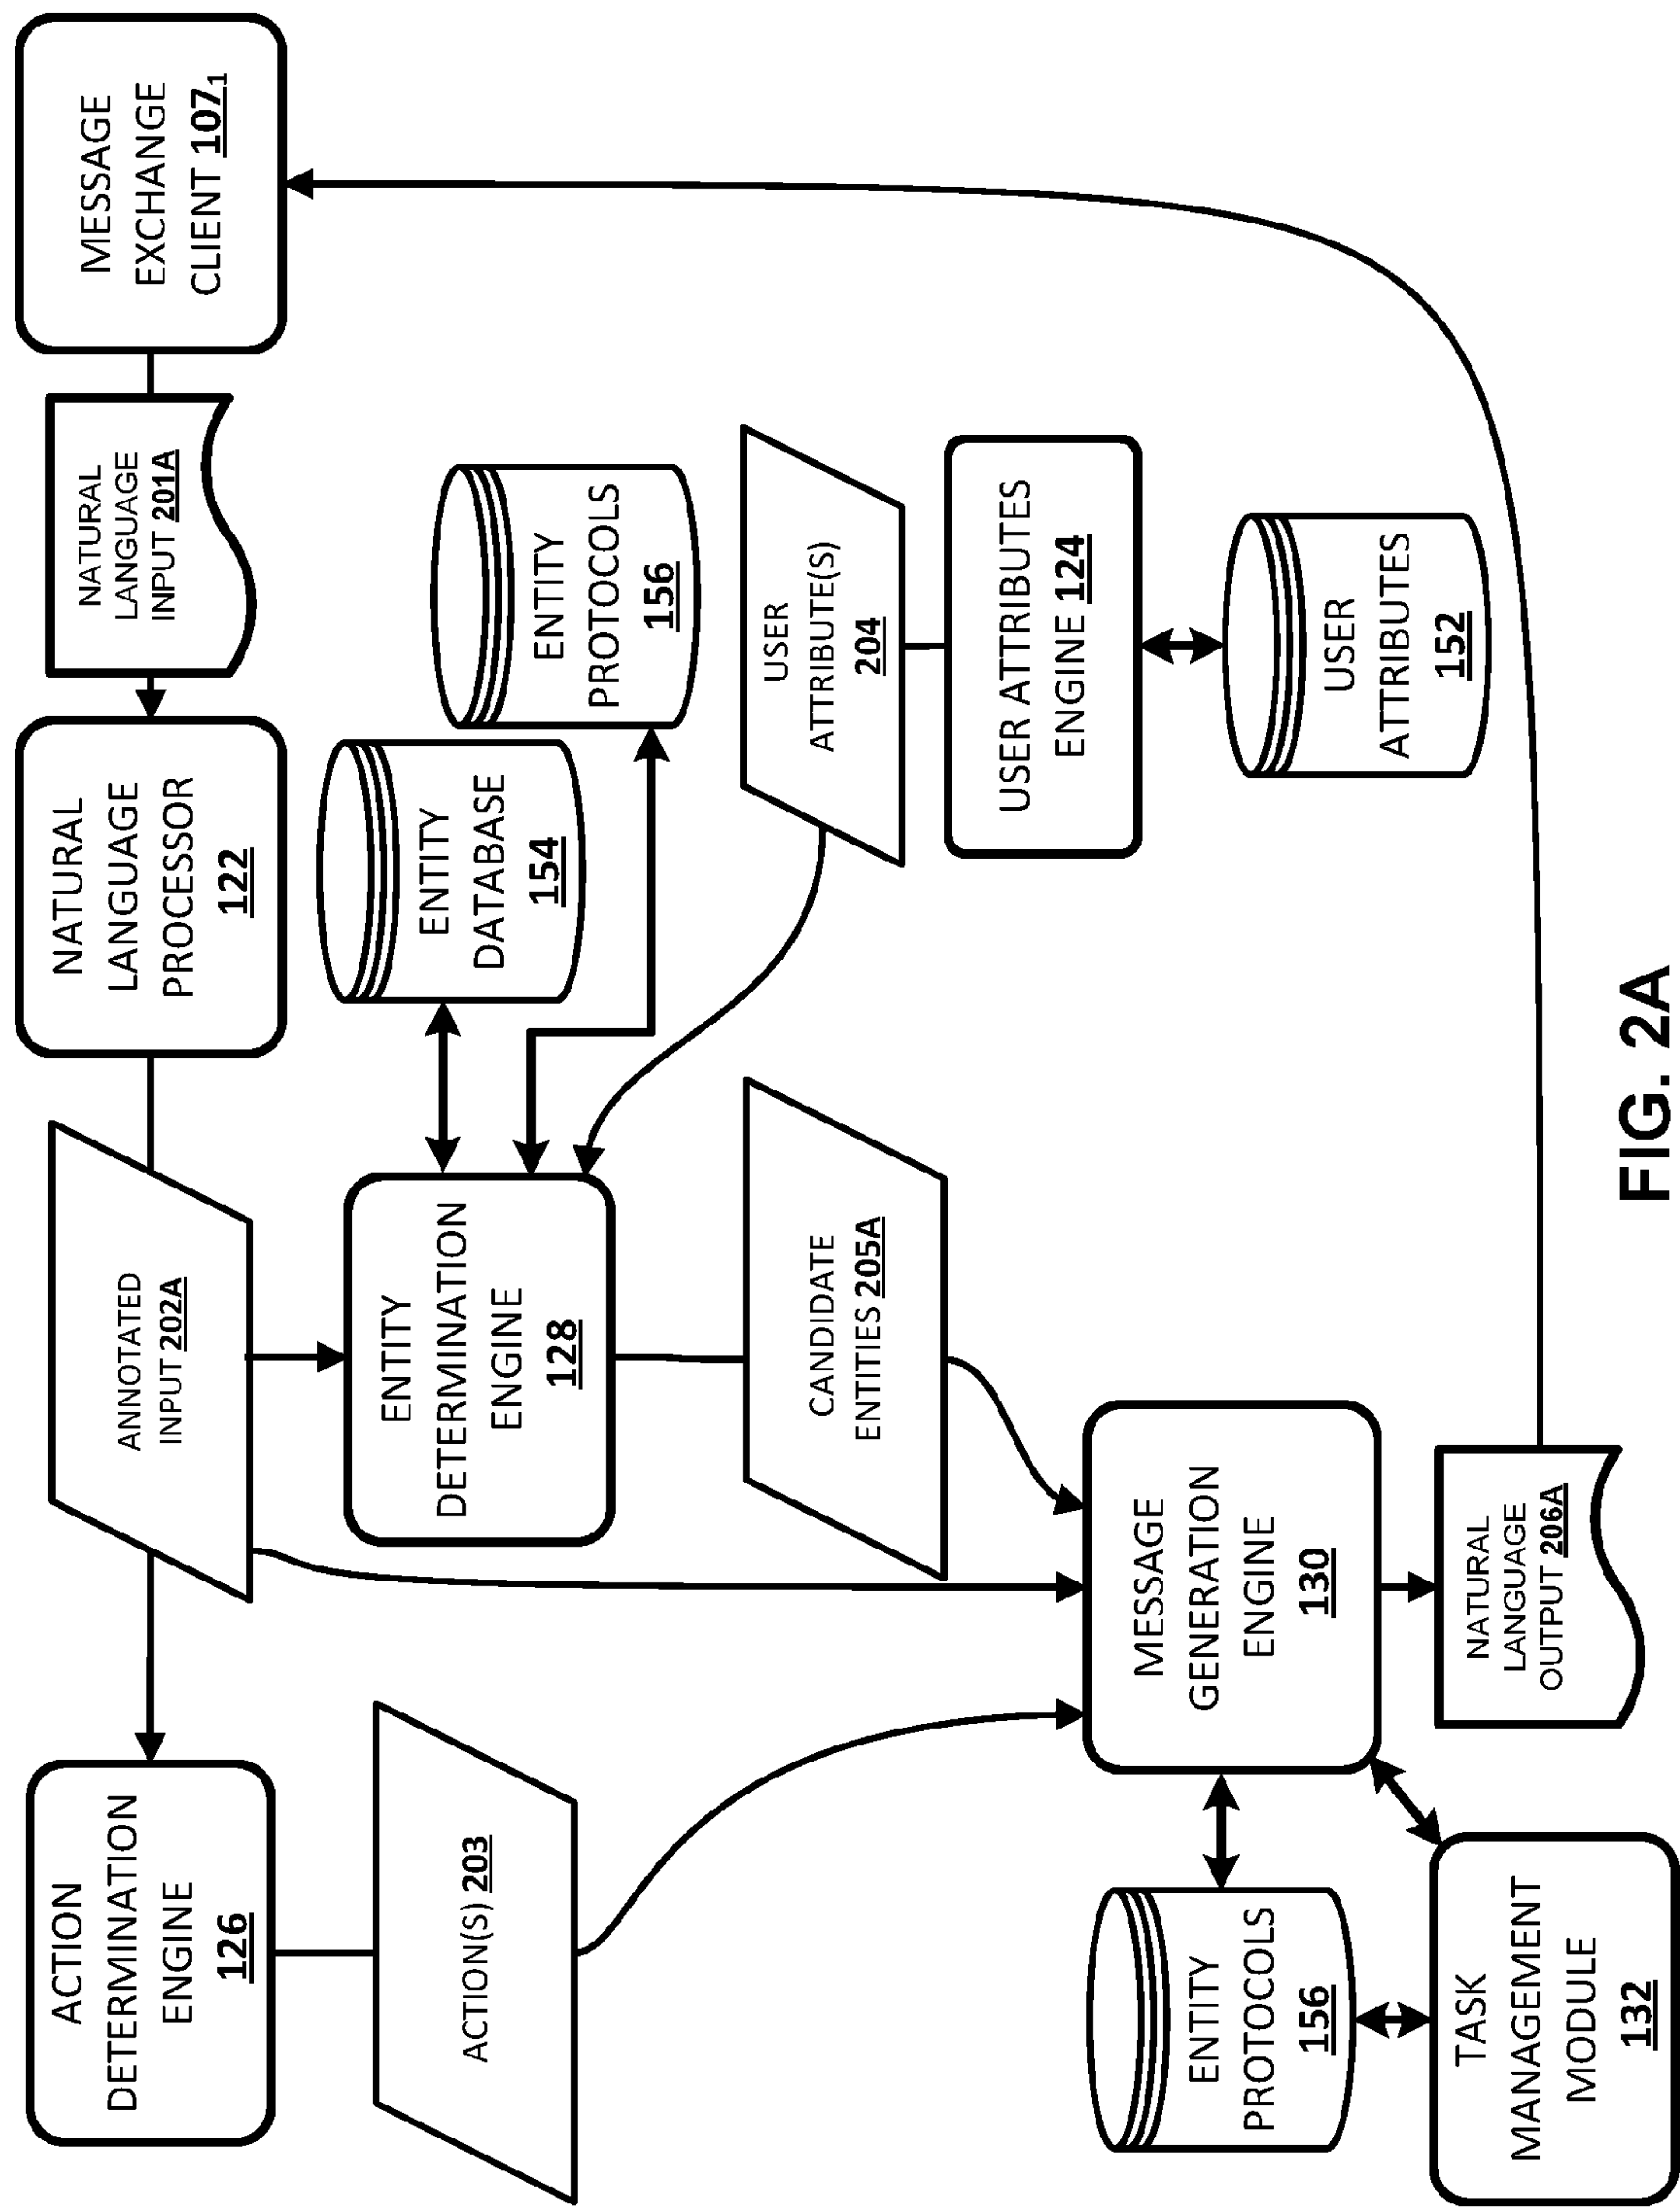 ACTION
DETERMINATION
ENGINE
126
ANNOTATED
INPUT 202A
NATURAL
LANGUAGE
PROCESSOR
122
NATURAL
LANGUAGE
INPUT 201A
MESSAGE
EXCHANGE
CLIENT 107₁
ACTION(S) 203
ENTITY
DETERMINATION
ENGINE
128
ENTITY
DATABASE
154
ENTITY
PROTOCOLS
156
CANDIDATE
ENTITIES 205A
USER
ATTRIBUTE(S)
204
USER ATTRIBUTES
ENGINE 124
ENTITY
PROTOCOLS
156
MESSAGE
GENERATION
ENGINE
130
USER
ATTRIBUTES
152
TASK
MANAGEMENT
MODULE
132
NATURAL
LANGUAGE
OUTPUT 206A
FIG. 2A